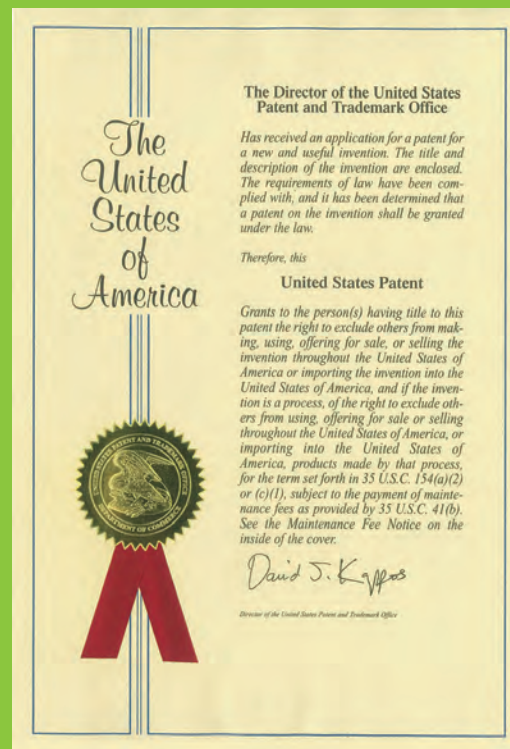 The
United
States
of
America
The Director of the United States
Patent and Trademark Office
Has received an application for a patent for
a new and useful invention. The title and
description of the invention are enclosed.
The requirements of law have been com-
plied with, and it has been determined that
a patent on the invention shall be granted
under the law.
Therefore, this
United States Patent
Grants to the person(s) having title to this
patent the right to exclude others from mak-
ing, using, offering for sale, or selling the
invention throughout the United States of
America or importing the invention into the
United States of America, and if the inven-
tion is a process, of the right to exclude oth-
ers from using, offering for sale or selling
throughout the United States of America, or
importing into the United States of
America, products made by that process,
for the term set forth in 35 U.S.C. 154(a)(2)
or (c)(1), subject to the payment of mainte-
nance fees as provided by 35 U.S.C. 41(b).
See the Maintenance Fee Notice on the
inside of the cover.
UNITED STATES PATENT AND TRADEMARK OFFICE
DEPARTMENT OF COMMERCE
David J. Kappos
Director of the United States Patent and Trademark Office